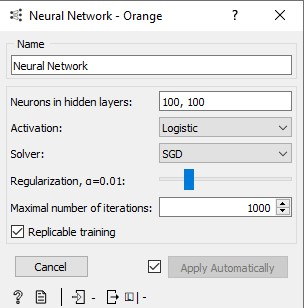 Neural Network - Orange
Name
Neural Network
Neurons in hidden layers: 100, 100
Activation: Logistic
Solver: SGD
Regularization, α=0.01:
Maximal number of iterations: 1000
Replicable training
Cancel Apply Automatically
? | - | -